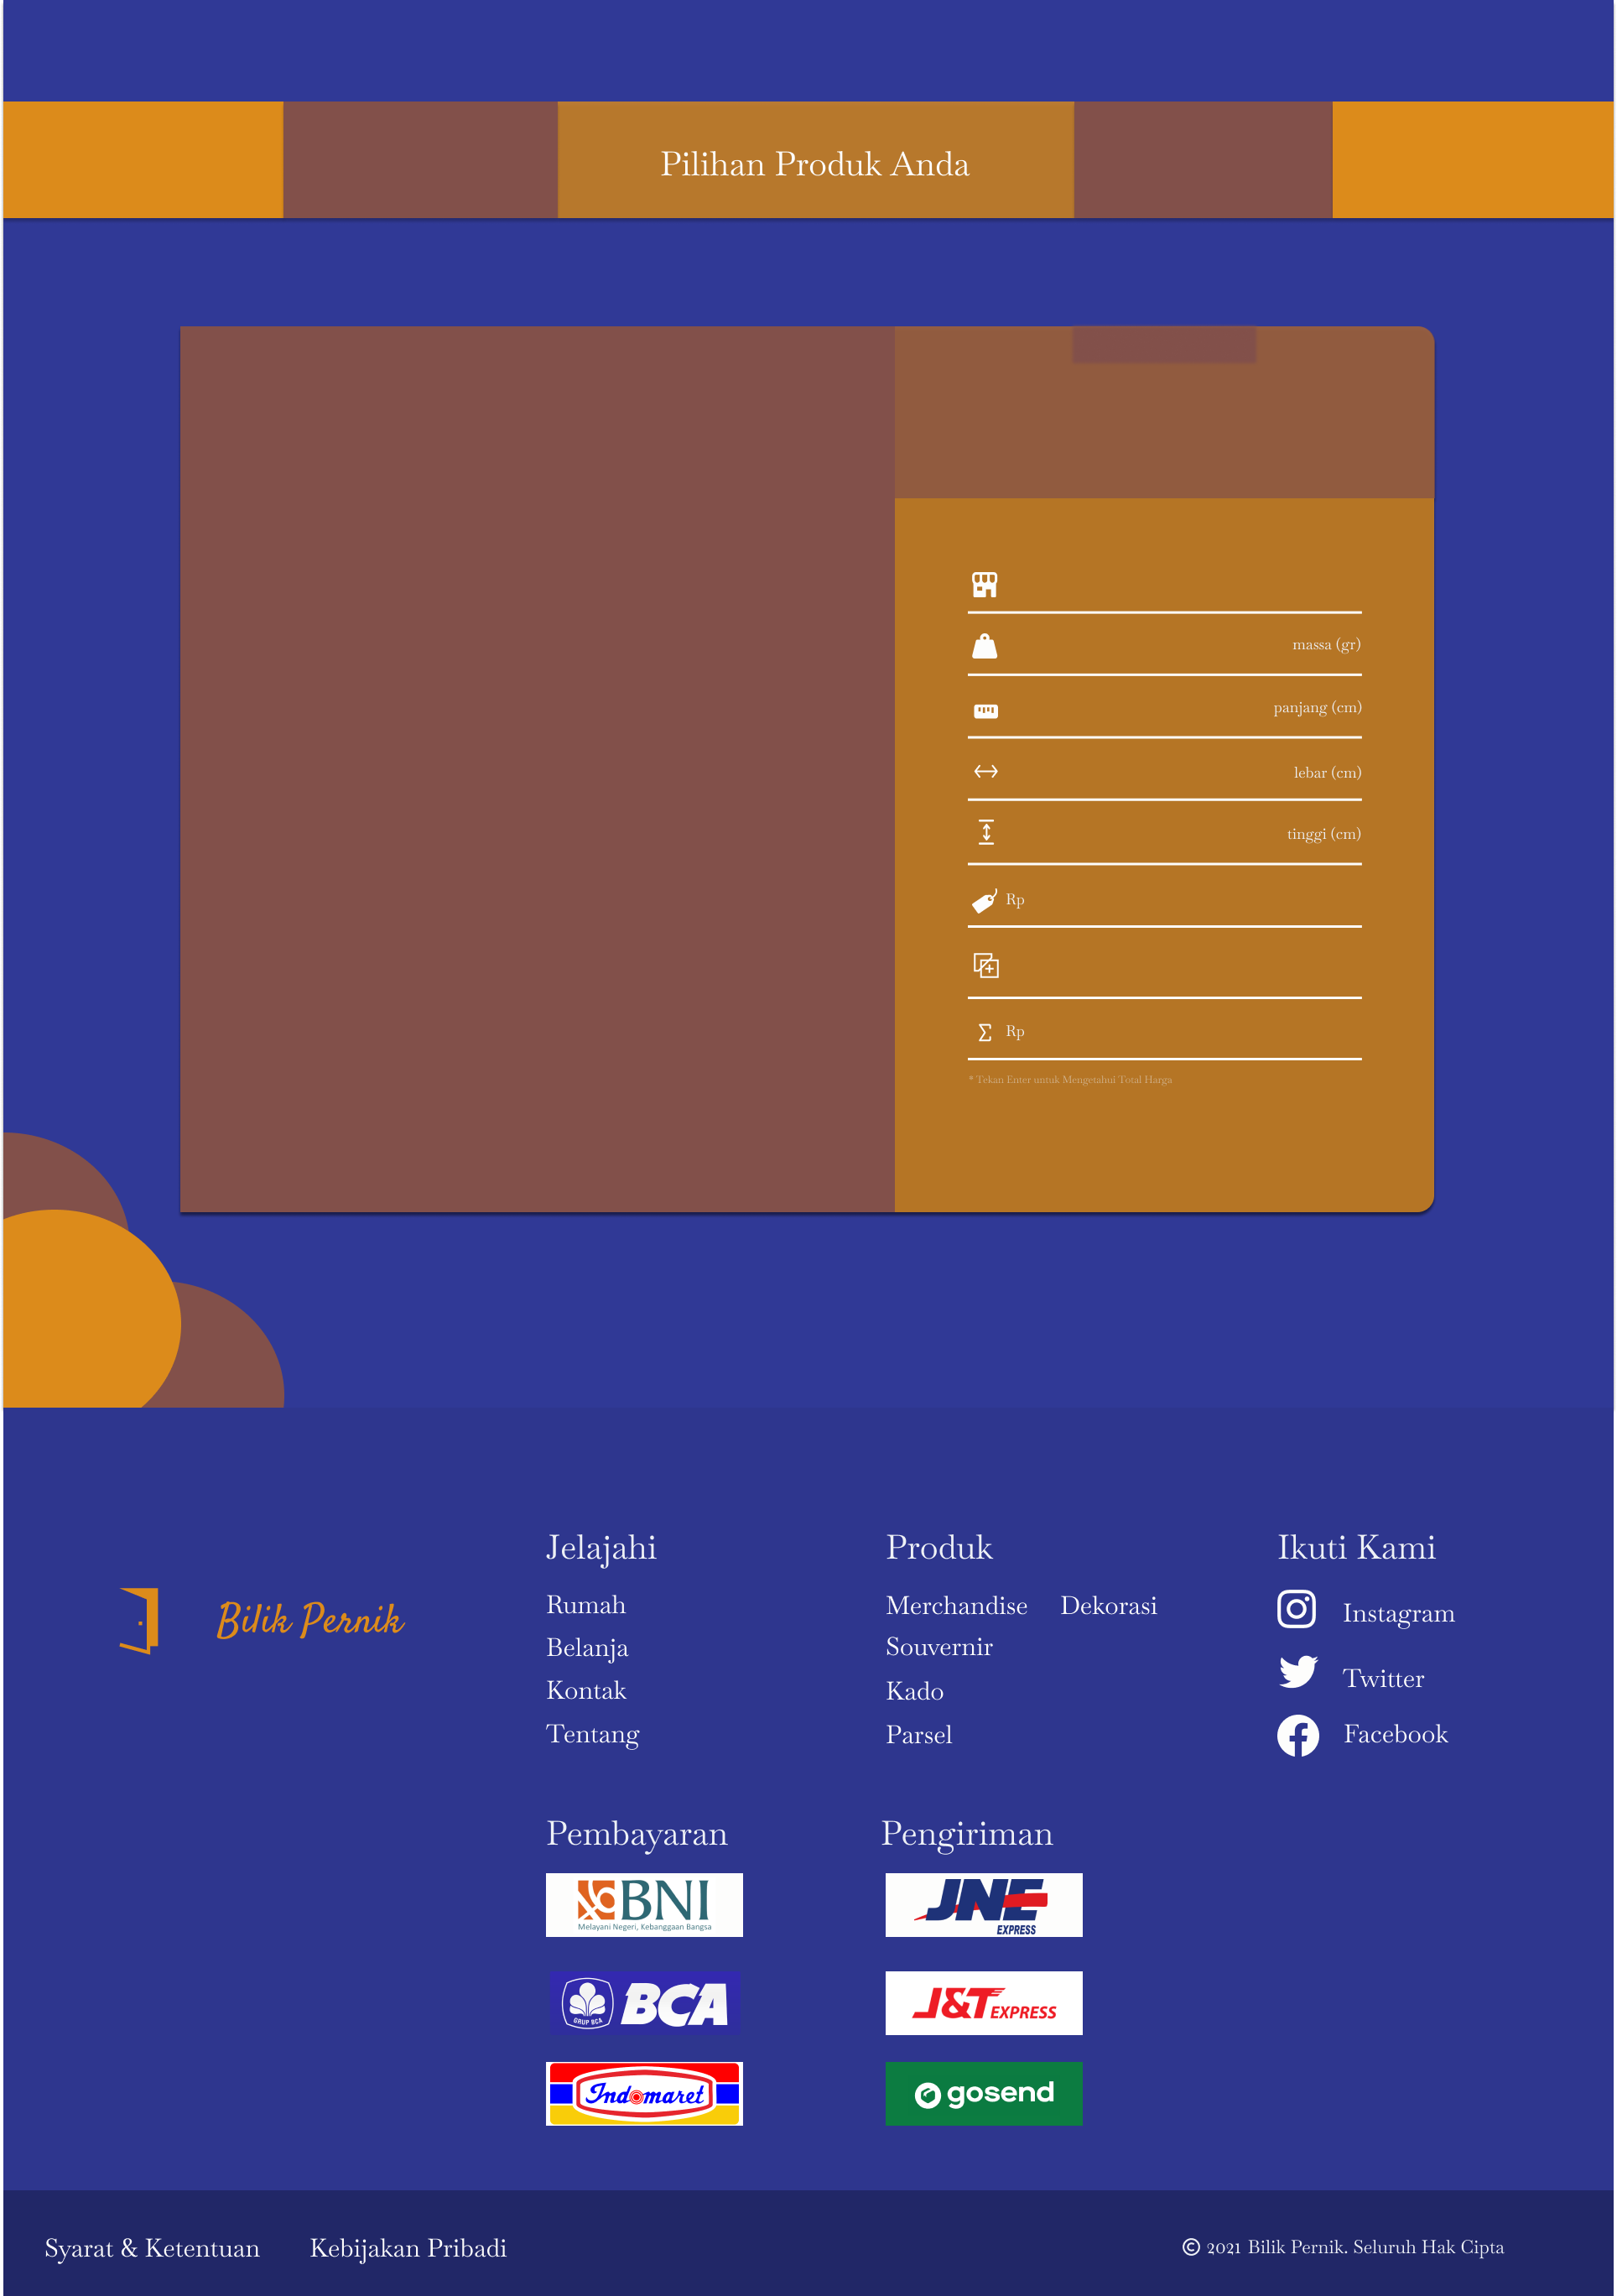 Pilihan Produk Anda
massa (gr)
panjang (cm)
lebar (cm)
tinggi (cm)
Rp
Σ Rp
* Tekan Enter untuk Mengetahui Total Harga
Bilik Pernik
Jelajahi
Rumah
Belanja
Kontak
Tentang
Produk
Merchandise Dekorasi
Souvernir
Kado
Parsel
Ikuti Kami
Instagram
Twitter
Facebook
Pembayaran
BNI
Melayani Negeri, Kebanggaan Bangsa
GRUP BCA
BCA
Indomaret
Pengiriman
JNE
EXPRESS
J&T EXPRESS
gosend
Syarat & Ketentuan Kebijakan Pribadi
© 2021 Bilik Pernik. Seluruh Hak Cipta